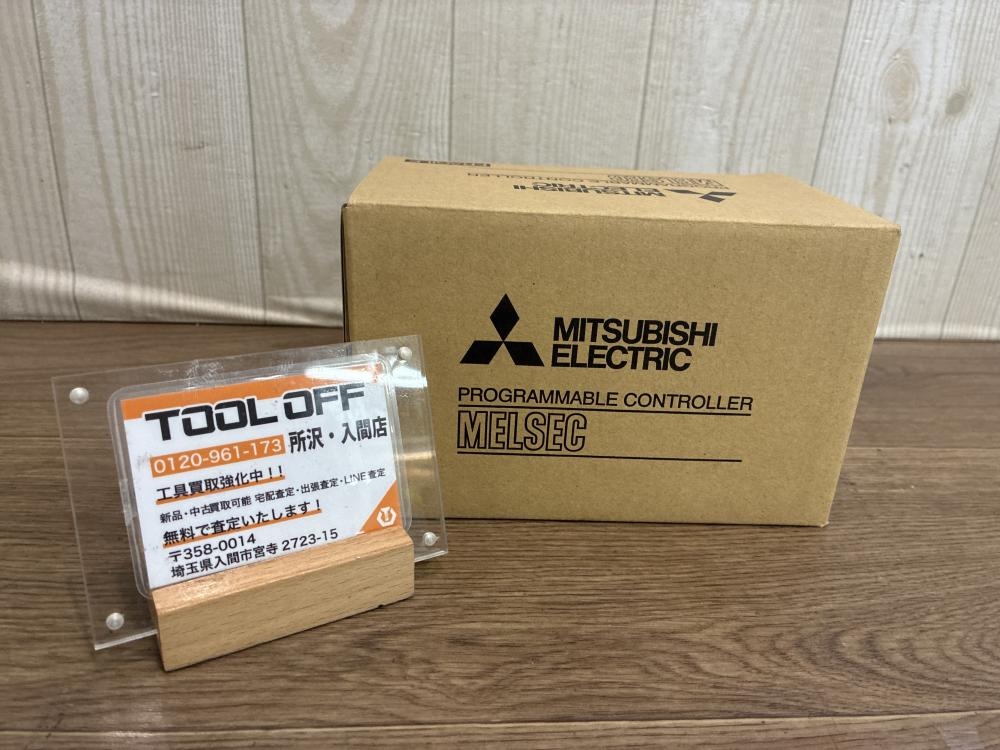 MITSUBISHI
ELECTRIC
PROGRAMMABLE CONTROLLER
MELSEC
MITSUBISHI
ELECTRIC
TOOL OFF
0120-961-173 所沢・入間店
工具買取強化中!!
新品・中古買取可能 宅配査定・出張査定・LINE査定
無料で査定いたします!
〒358-0014
埼玉県入間市宮寺 2723-15